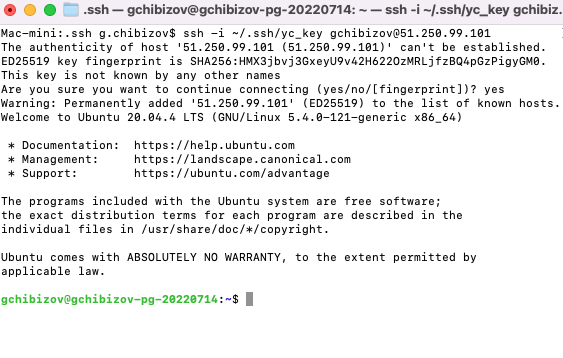 .ssh — gchibizov@gchibizov-pg-20220714: ~ — ssh -i ~/.ssh/yc_key gchibiz.
Mac-mini:.ssh g.chibizov$ ssh -i ~/.ssh/yc_key gchibizov@51.250.99.101
The authenticity of host '51.250.99.101 (51.250.99.101)' can't be established.
ED25519 key fingerprint is SHA256:HMX3jbvj3GxeyU9v42H622OzMRLjfzBQ4pGzPigyGM0.
This key is not known by any other names
Are you sure you want to continue connecting (yes/no/[fingerprint])? yes
Warning: Permanently added '51.250.99.101' (ED25519) to the list of known hosts.
Welcome to Ubuntu 20.04.4 LTS (GNU/Linux 5.4.0-121-generic x86_64)
* Documentation:  https://help.ubuntu.com
* Management:     https://landscape.canonical.com
* Support:        https://ubuntu.com/advantage
The programs included with the Ubuntu system are free software;
the exact distribution terms for each program are described in the
individual files in /usr/share/doc/*/copyright.
Ubuntu comes with ABSOLUTELY NO WARRANTY, to the extent permitted by
applicable law.
gchibizov@gchibizov-pg-20220714:~$